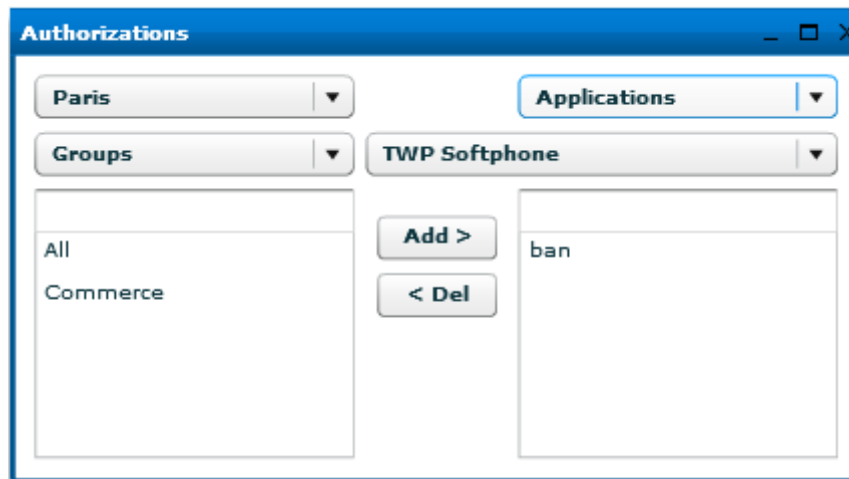 Authorizations
Paris
Applications
Groups
TWP Softphone
All
Commerce
Add >
< Del
ban